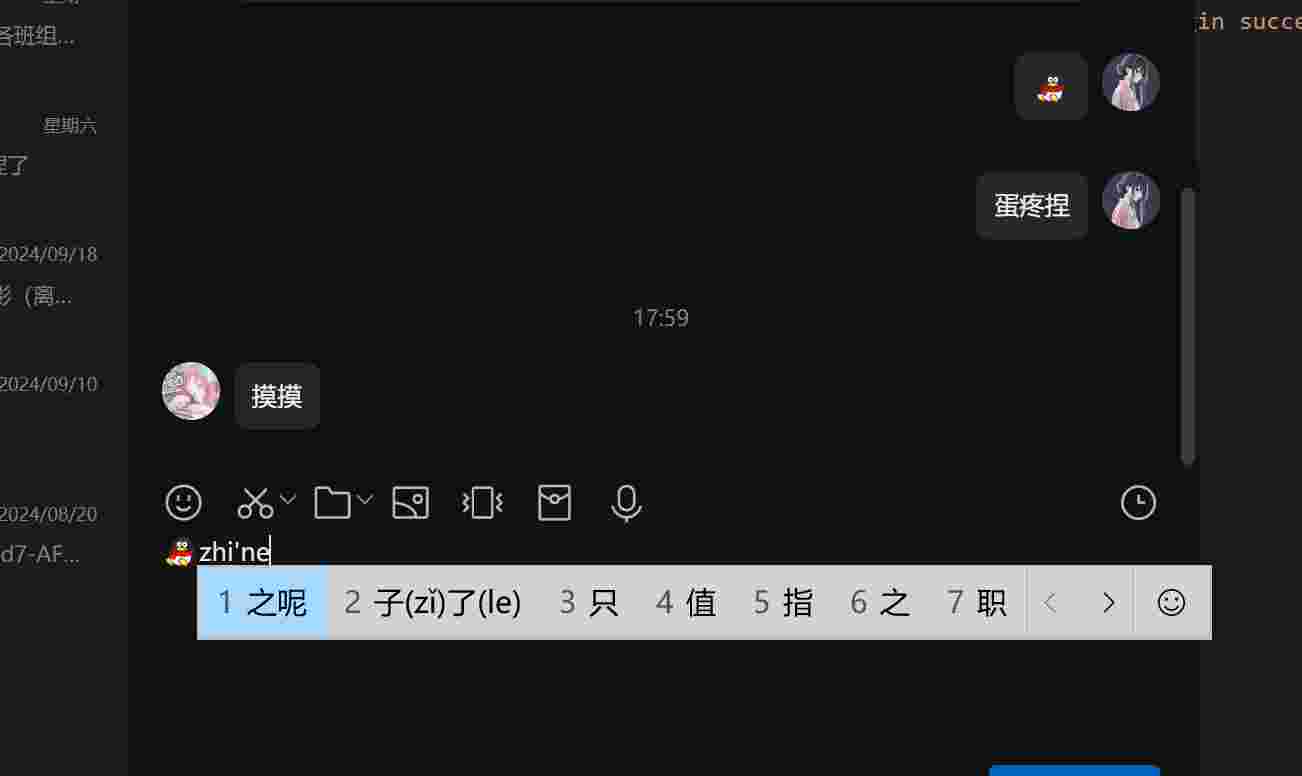 各班组...
in succe
星期六
捏了
蛋疼捏
2024/09/18
影（离...
17:59
2024/09/10
摸摸
2024/08/20
d7-AF...
zhi'ne
1 之呢 2 子(zǐ)了(le) 3 只 4 值 5 指 6 之 7 职